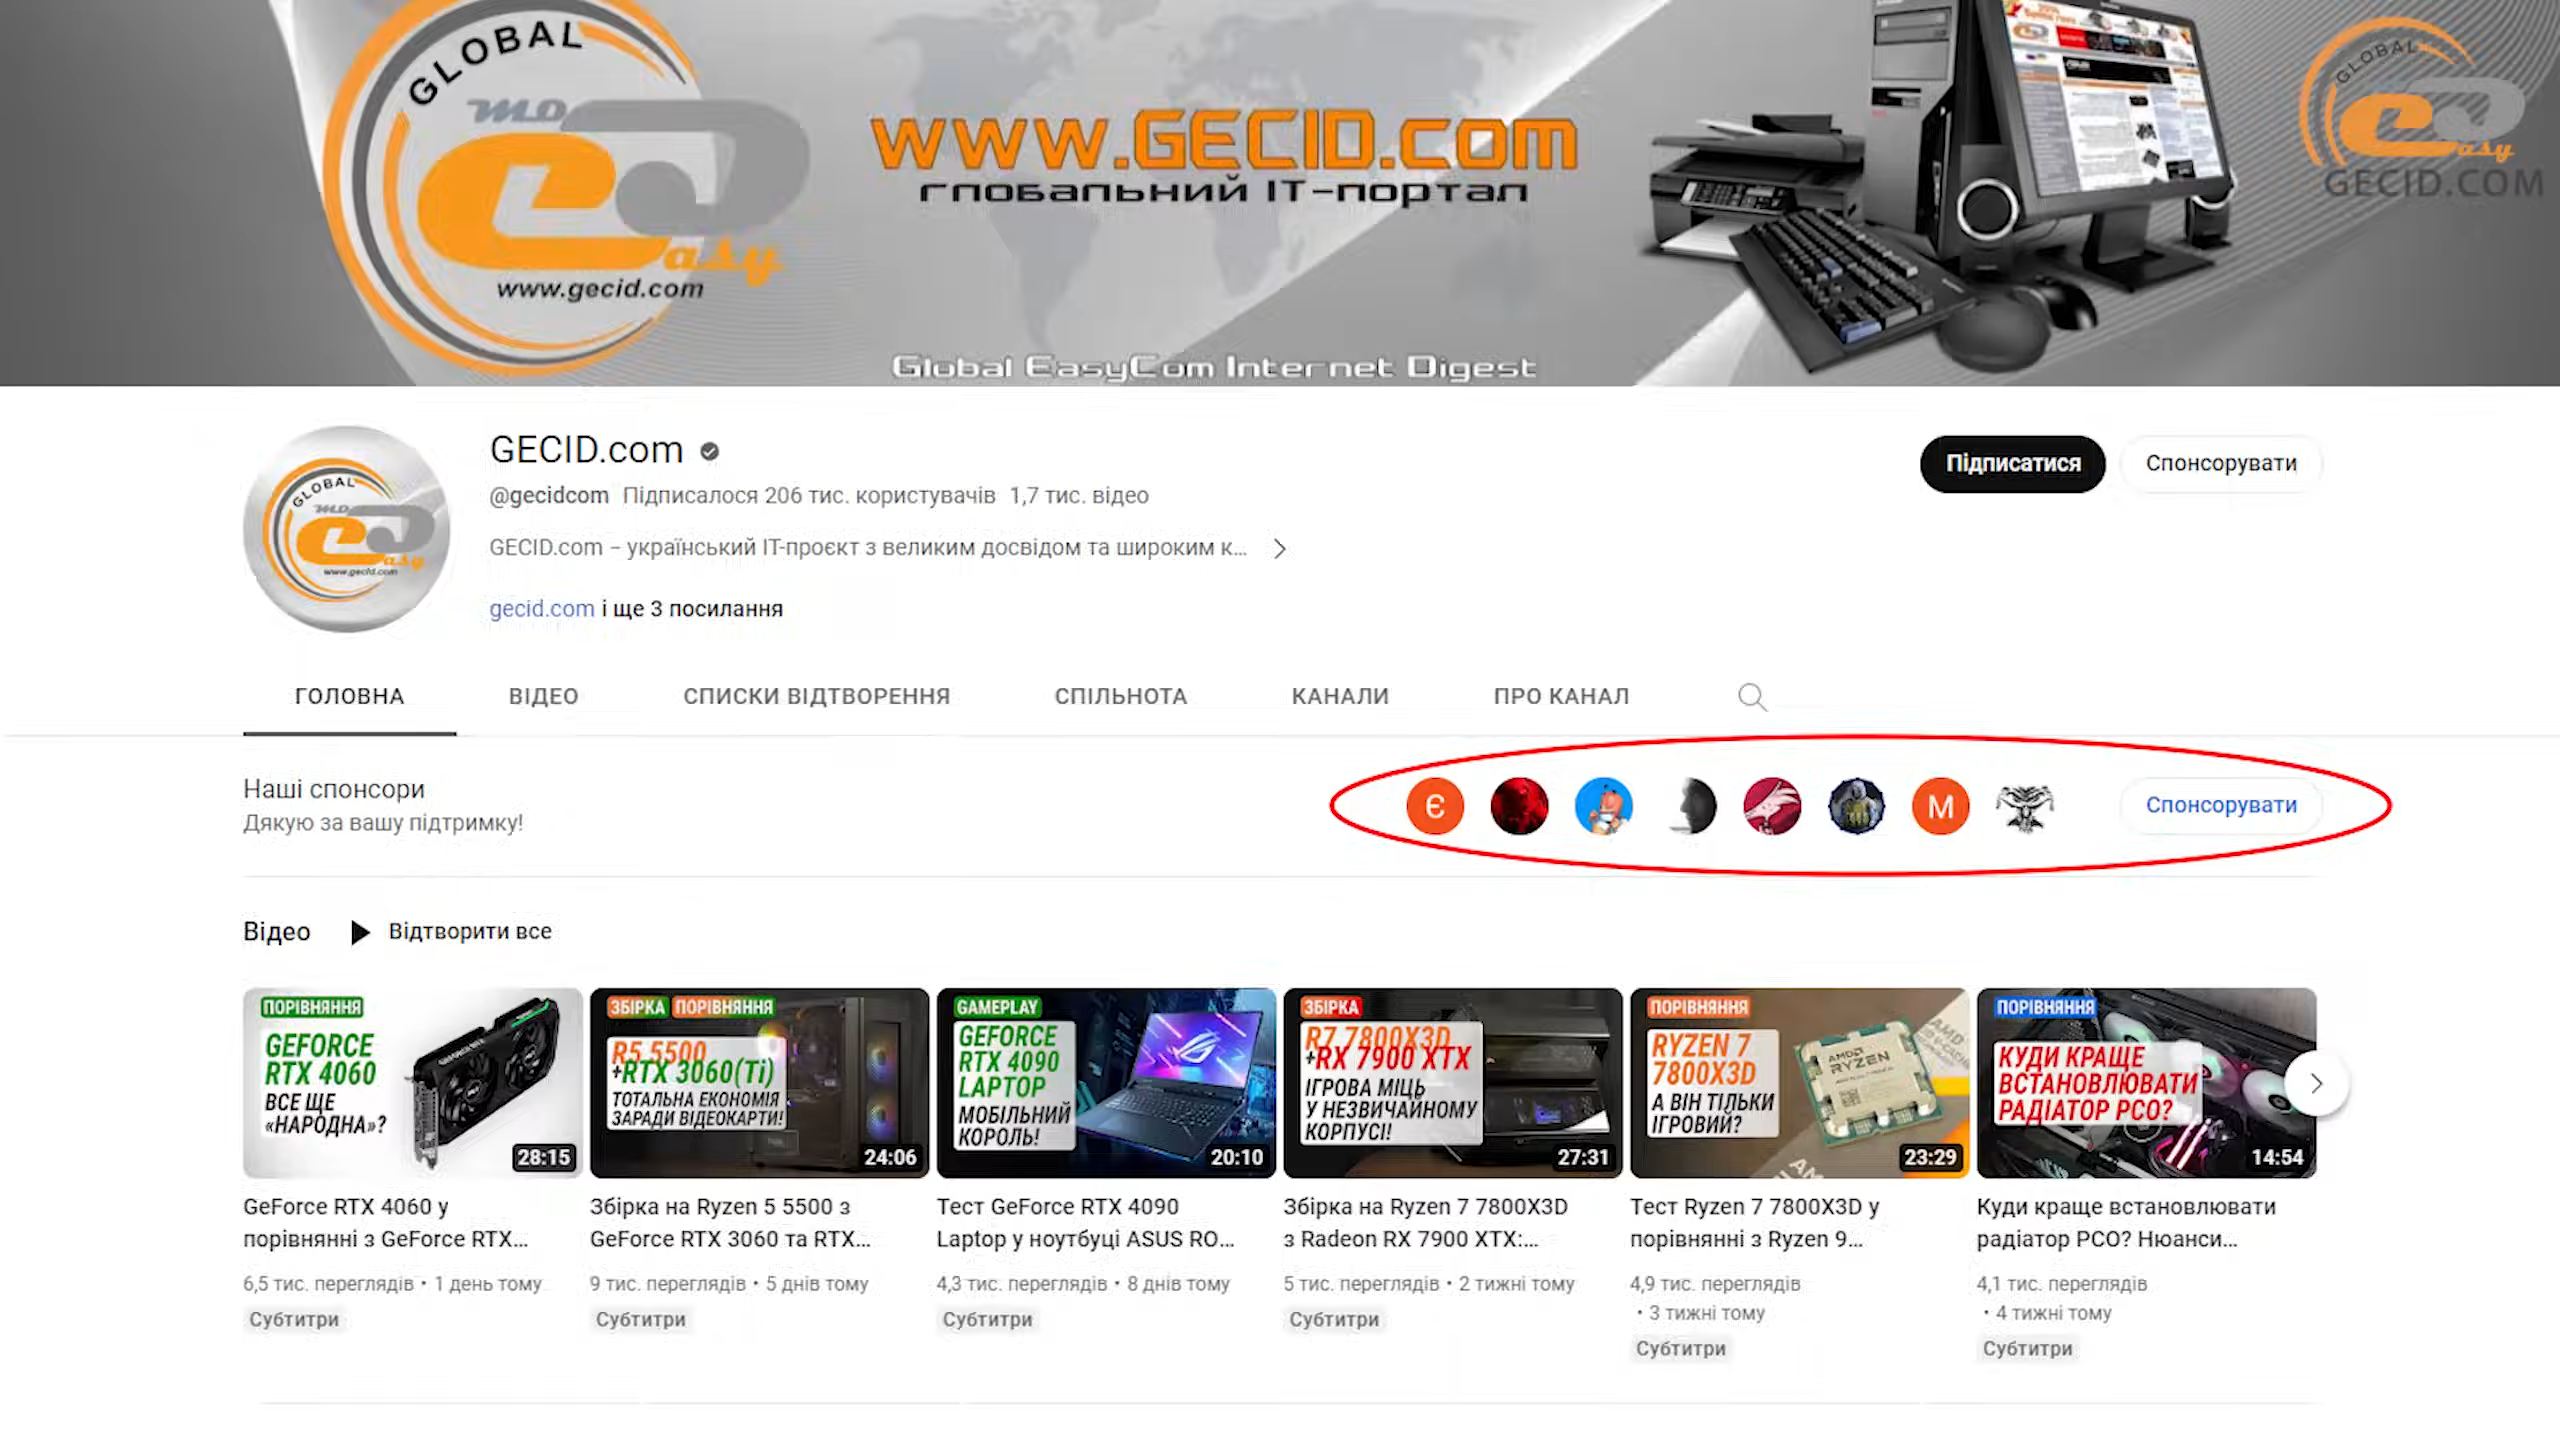 GLOBAL
easy
www.gecid.com
www.GECID.com
глобальний IT-портал
Global EasyCom Internet Digest
GLOBAL
easy
GECID.COM
GLOBAL
easy
www.gecid.com
GECID.com
@gecidcom Підписалося 206 тис. користувачів 1,7 тис. відео
GECID.com – український ІТ-проєкт з великим досвідом та широким к...
gecid.com і ще 3 посилання
Підписатися
Спонсорувати
ГОЛОВНА
ВІДЕО
СПИСКИ ВІДТВОРЕННЯ
СПІЛЬНОТА
КАНАЛИ
ПРО КАНАЛ
Наші спонсори
Дякую за вашу підтримку!
Є
М
Спонсорувати
Відео
Відтворити все
ПОРІВНЯННЯ
GEFORCE
RTX 4060
ВСЕ ЩЕ
«НАРОДНА»?
28:15
ЗБІРКА ПОРІВНЯННЯ
R5 5500
+RTX 3060(Ti)
ТОТАЛЬНА ЕКОНОМІЯ
ЗАРАДИ ВІДЕОКАРТИ!
24:06
GAMEPLAY
GEFORCE
RTX 4090
LAPTOP
МОБІЛЬНИЙ
КОРОЛЬ!
20:10
ЗБІРКА
R7 7800X3D
+RX 7900 XTX
ІГРОВА МІЦЬ
У НЕЗВИЧАЙНОМУ
КОРПУСІ!
27:31
ПОРІВНЯННЯ
RYZEN 7
7800X3D
А ВІН ТІЛЬКИ
ІГРОВИЙ?
AMD
RYZEN
23:29
ПОРІВНЯННЯ
КУДИ КРАЩЕ
ВСТАНОВЛЮВАТИ
РАДІАТОР РСО?
14:54
GeForce RTX 4060 у
порівнянні з GeForce RTX...
6,5 тис. переглядів • 1 день тому
Субтитри
Збірка на Ryzen 5 5500 з
GeForce RTX 3060 та RTX...
9 тис. переглядів • 5 днів тому
Субтитри
Тест GeForce RTX 4090
Laptop у ноутбуці ASUS RO...
4,3 тис. переглядів • 8 днів тому
Субтитри
Збірка на Ryzen 7 7800X3D
з Radeon RX 7900 XTX:...
5 тис. переглядів • 2 тижні тому
Субтитри
Тест Ryzen 7 7800X3D у
порівнянні з Ryzen 9...
4,9 тис. переглядів
• 3 тижні тому
Субтитри
Куди краще встановлювати
радіатор РСО? Нюанси...
4,1 тис. переглядів
• 4 тижні тому
Субтитри